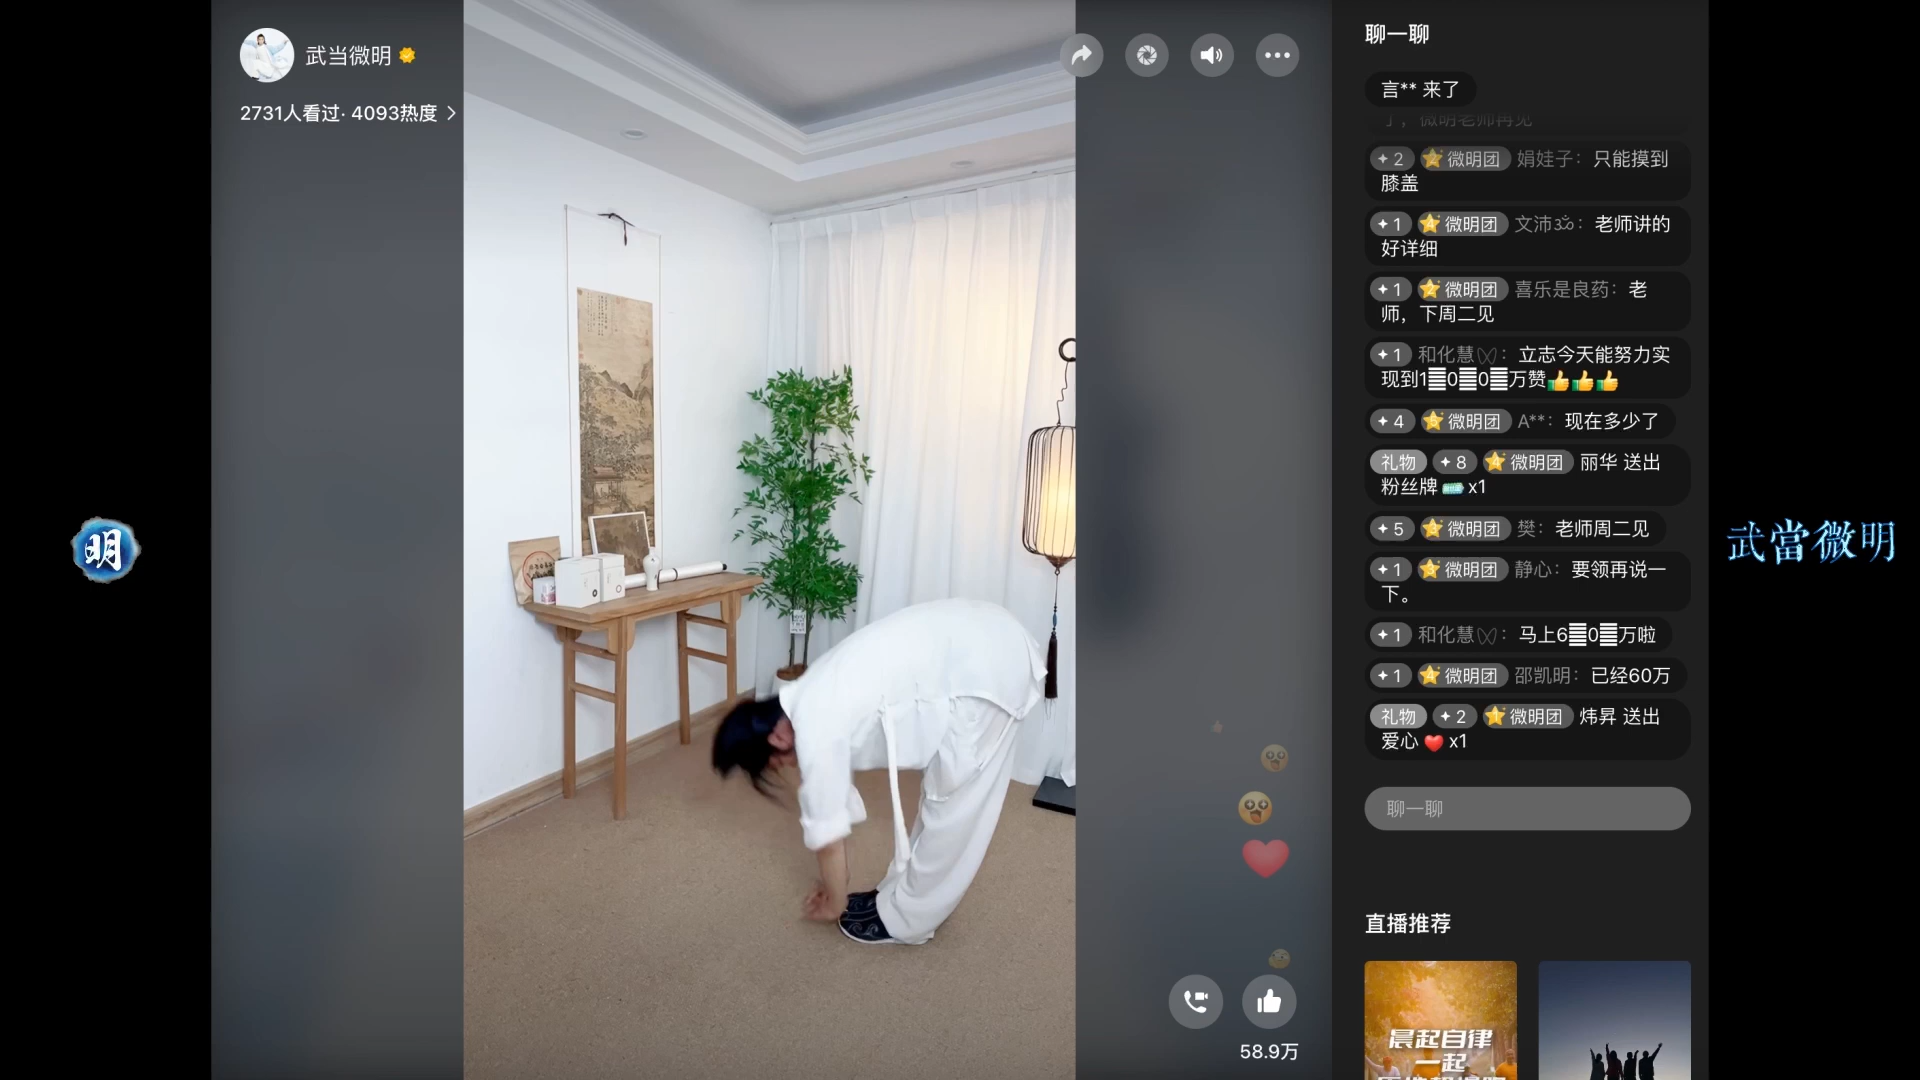 武当微明
2731人看过· 4093热度
明
58.9万
聊一聊
言** 来了
了，微明老师再见
2 微明团 娟娃子： 只能摸到
膝盖
1 微明团 文沛ॐ： 老师讲的
好详细
1 微明团 喜乐是良药： 老
师，下周二见
1 和化慧： 立志今天能努力实
现到1䷀0䷀0䷀万赞👍👍👍
4 微明团 A**： 现在多少了
礼物 8 微明团 丽华 送出
粉丝牌 x1
5 微明团 樊： 老师周二见
1 微明团 静心： 要领再说一
下。
1 和化慧： 马上6䷀0䷀万啦
1 微明团 邵凯明： 已经60万
礼物 2 微明团 炜昇 送出
爱心 ❤️ x1
聊一聊
直播推荐
晨起自律
一起
武當微明